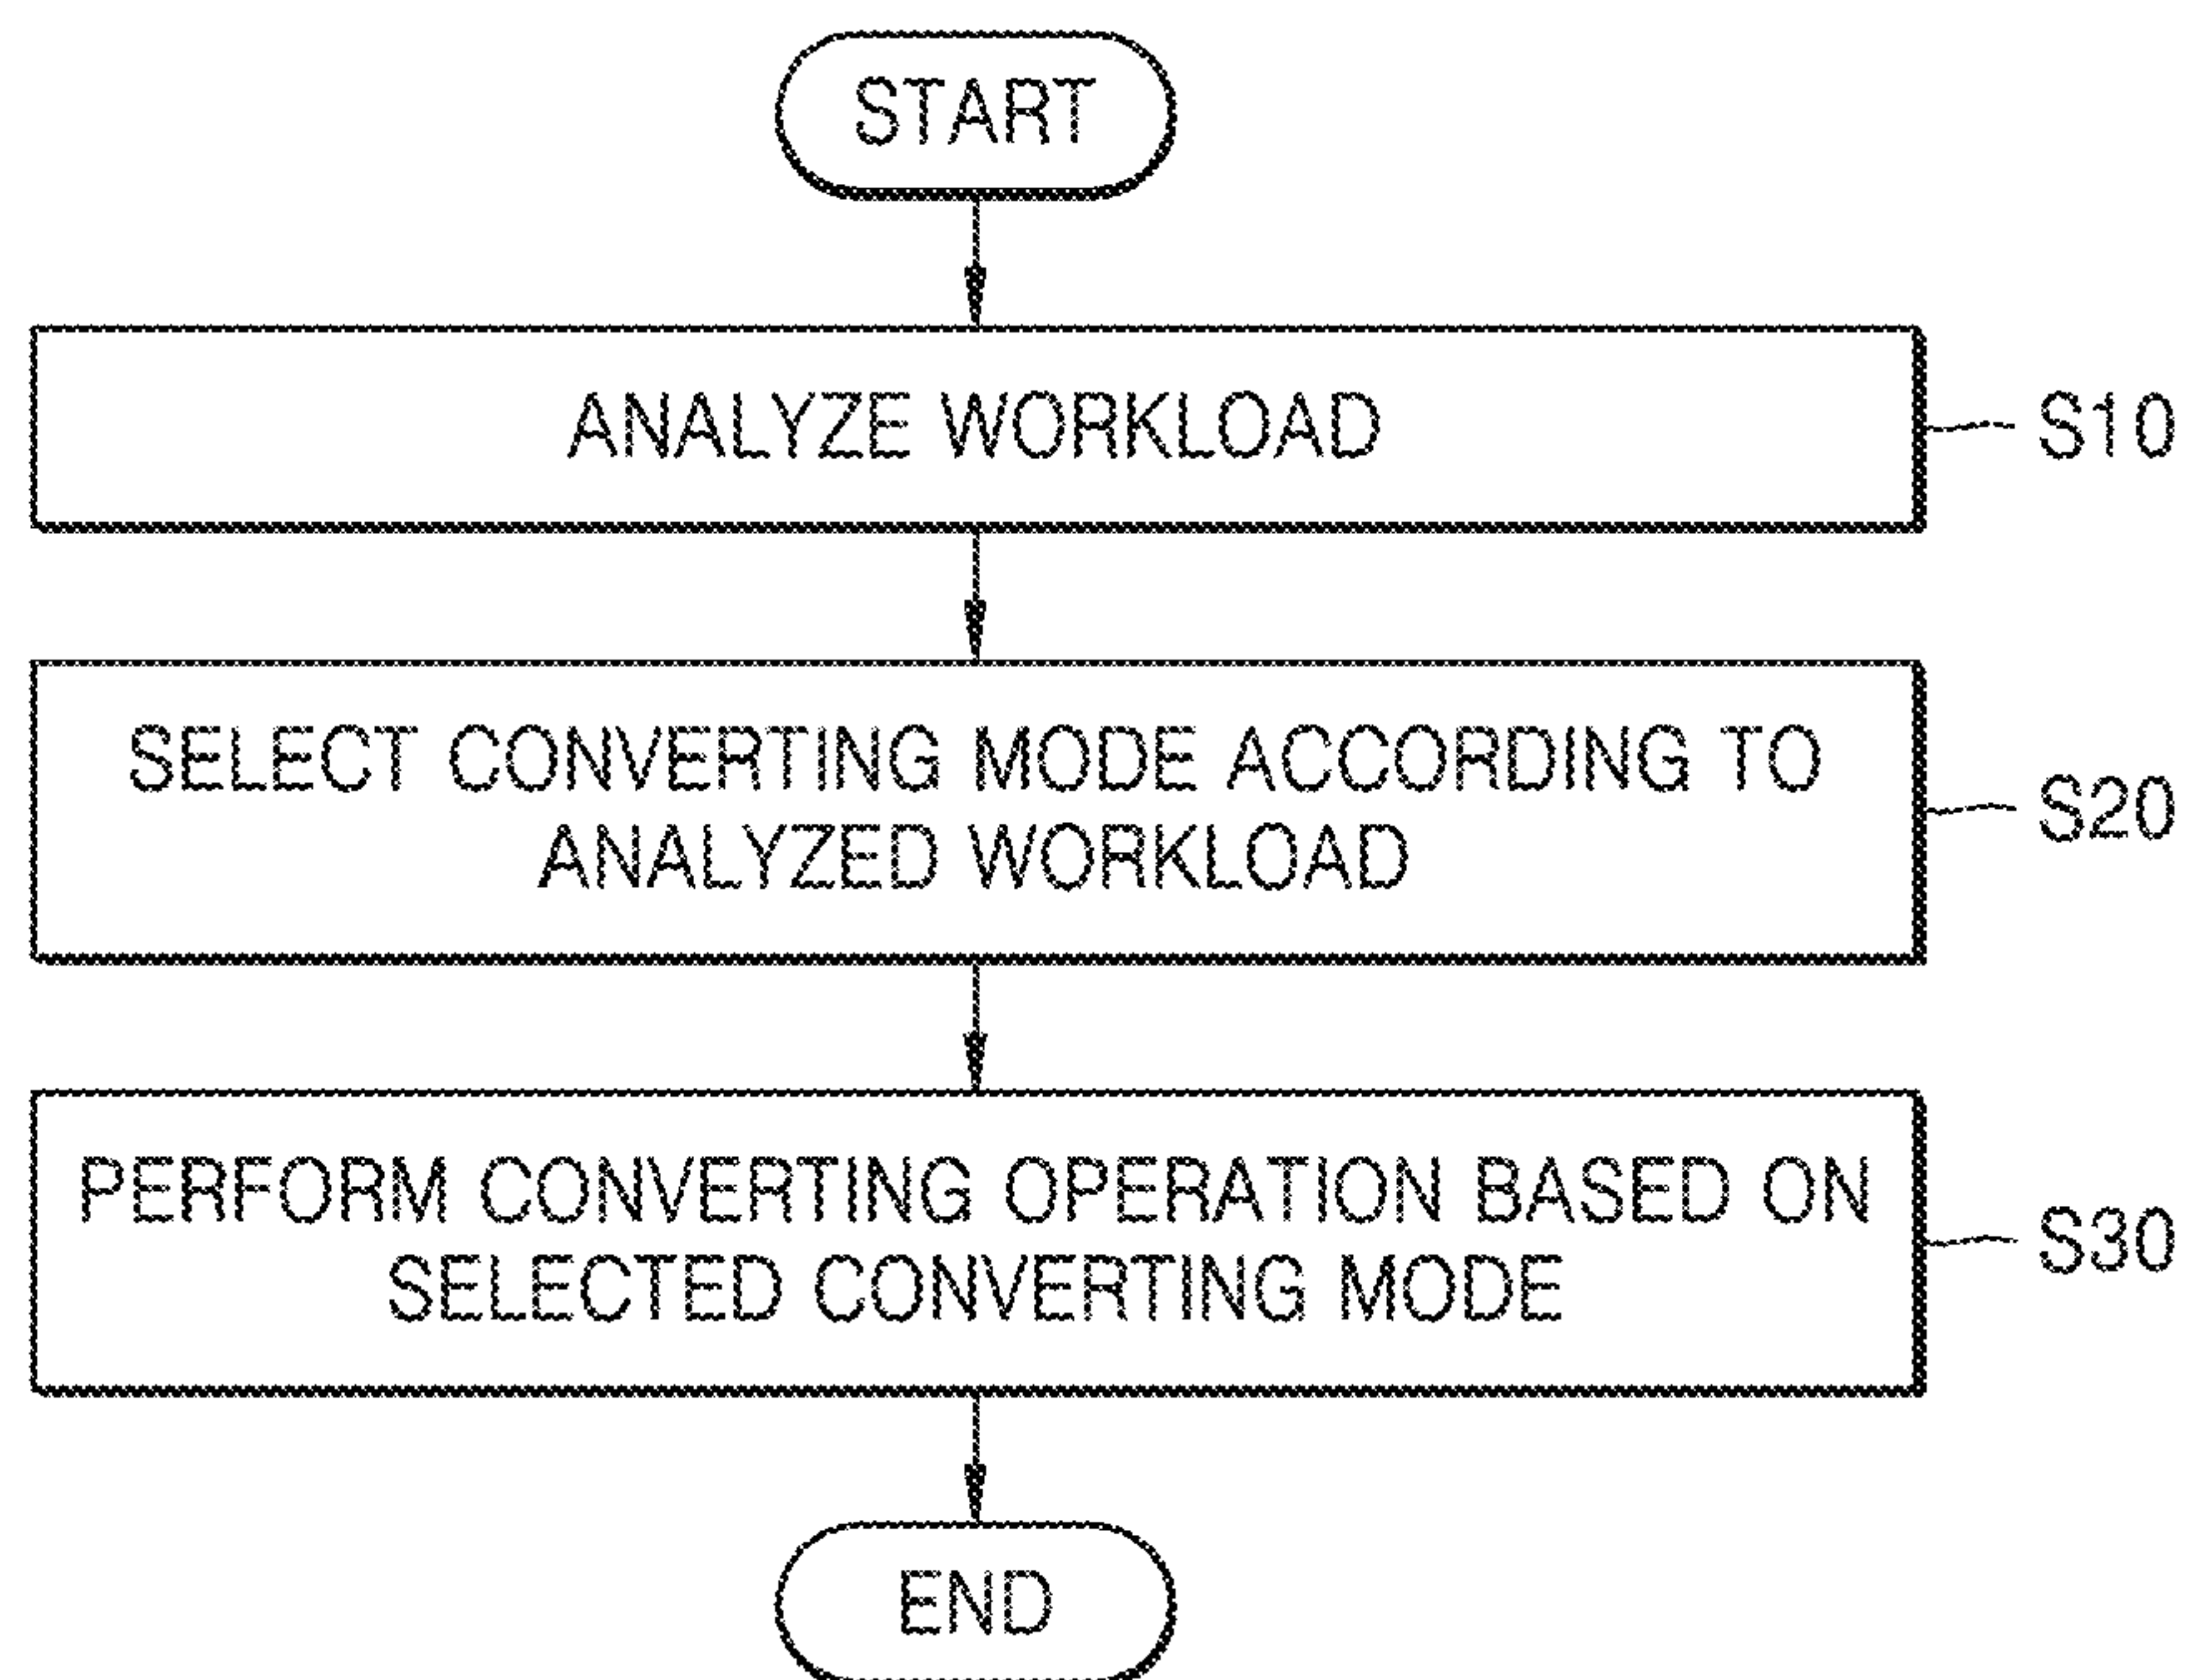 START
ANALYZE WORKLOAD
S10
SELECT CONVERTING MODE ACCORDING TO
ANALYZED WORKLOAD
S20
PERFORM CONVERTING OPERATION BASED ON
SELECTED CONVERTING MODE
S30
END